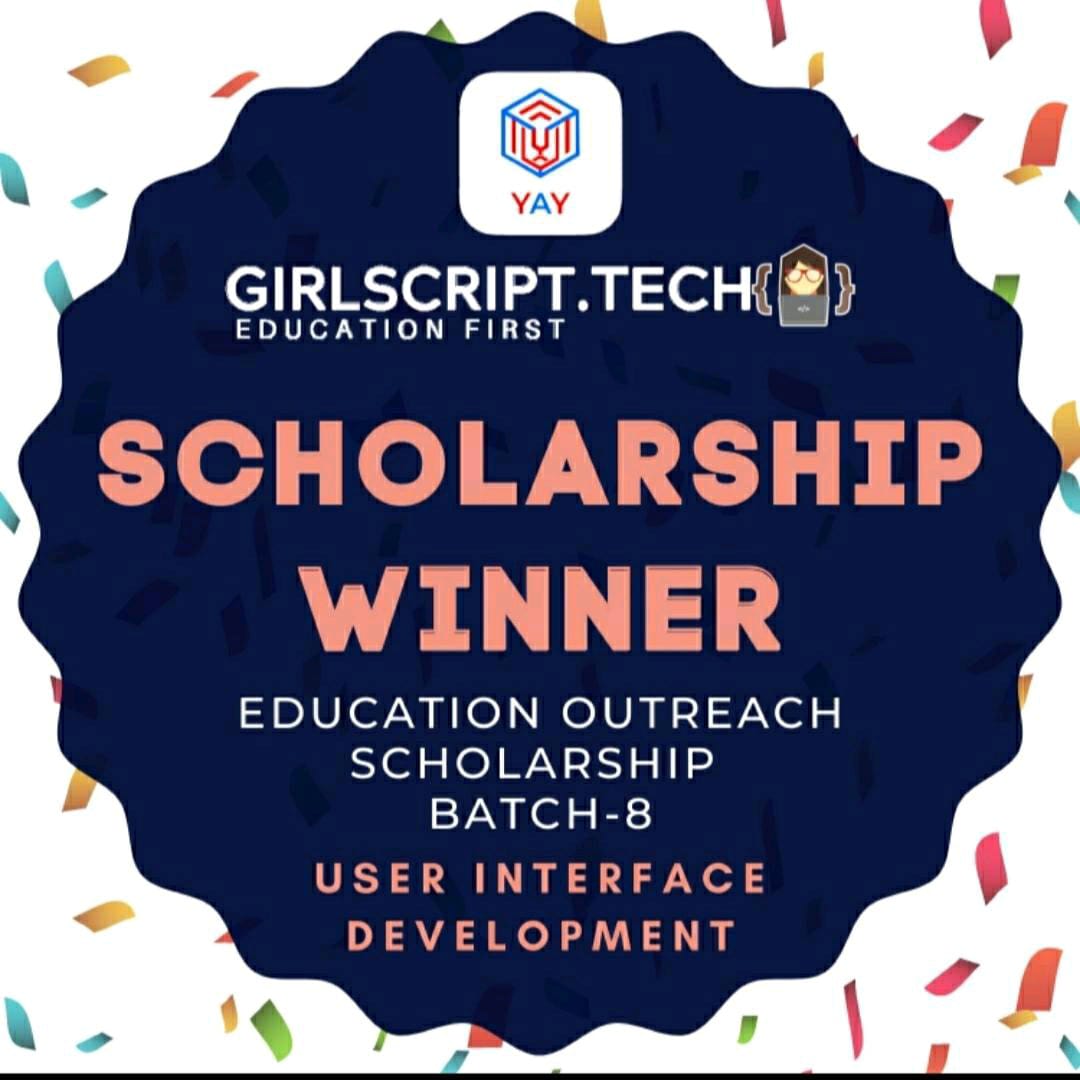 YAY
GIRLSCRIPT.TECH
EDUCATION FIRST
SCHOLARSHIP
WINNER
EDUCATION OUTREACH
SCHOLARSHIP
BATCH-8
USER INTERFACE
DEVELOPMENT